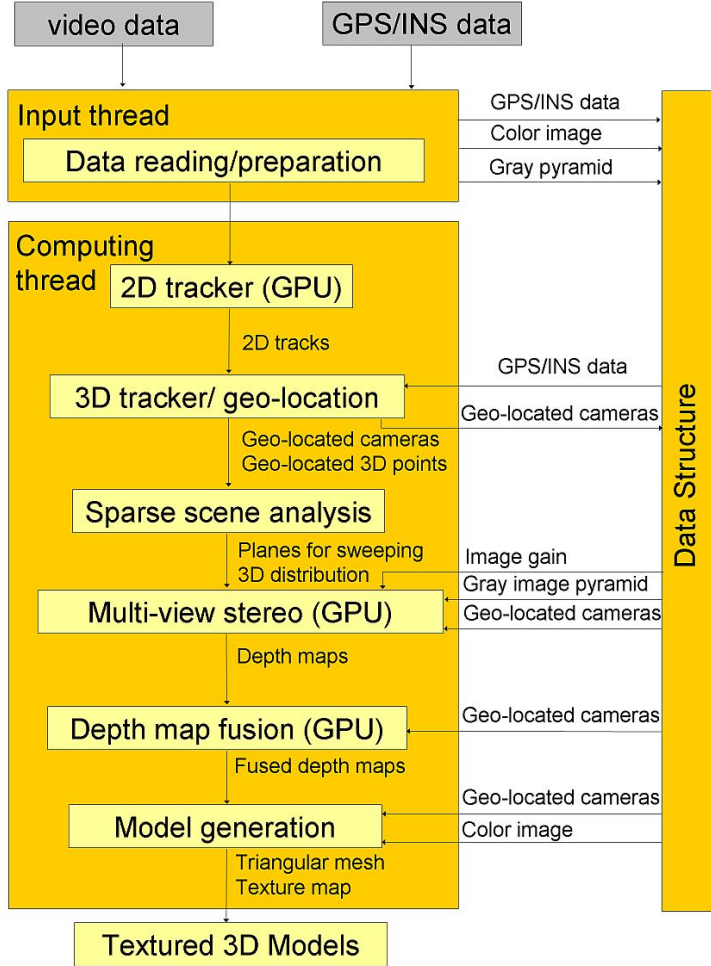 video data
GPS/INS data
Input thread
Data reading/preparation
GPS/INS data
Color image
Gray pyramid
Computing
thread
2D tracker (GPU)
2D tracks
GPS/INS data
3D tracker/ geo-location
Geo-located cameras
Geo-located cameras
Geo-located 3D points
Sparse scene analysis
Planes for sweeping
3D distribution
Image gain
Gray image pyramid
Multi-view stereo (GPU)
Geo-located cameras
Depth maps
Depth map fusion (GPU)
Geo-located cameras
Fused depth maps
Geo-located cameras
Model generation
Color image
Triangular mesh
Texture map
Textured 3D Models
Data Structure